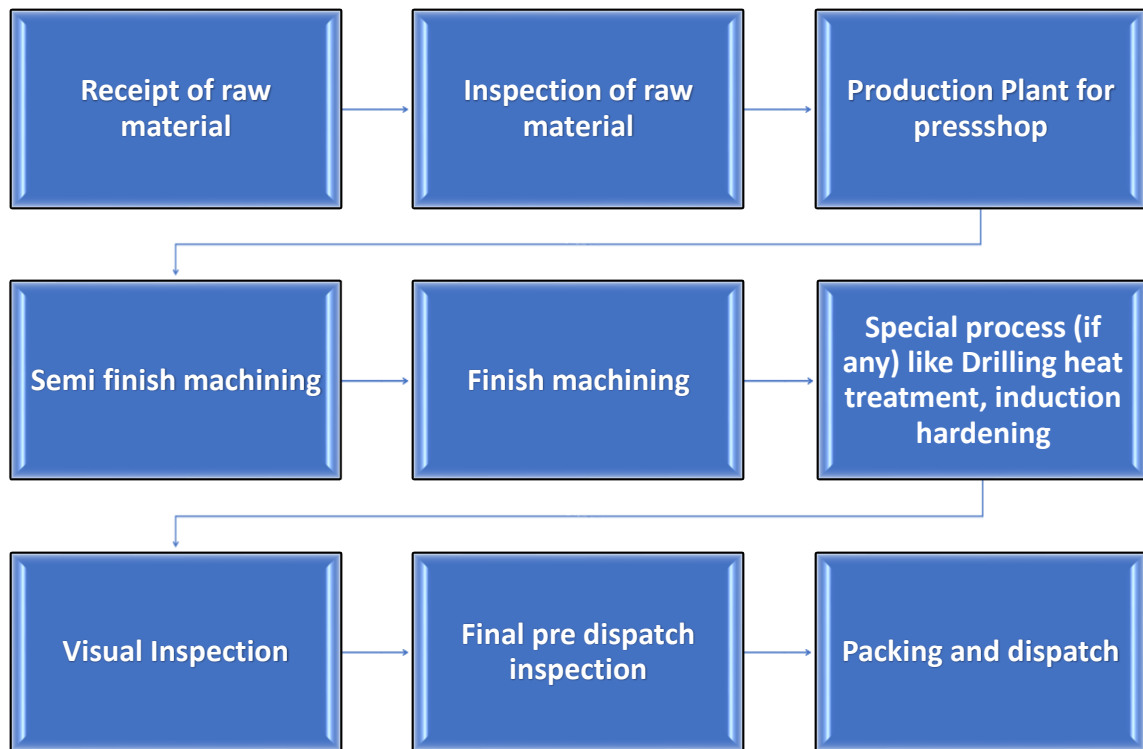 Receipt of raw
material
Inspection of raw
material
Production Plant for
pressshop
Semi finish machining
Finish machining
Special process (if
any) like Drilling heat
treatment, induction
hardening
Visual Inspection
Final pre dispatch
inspection
Packing and dispatch